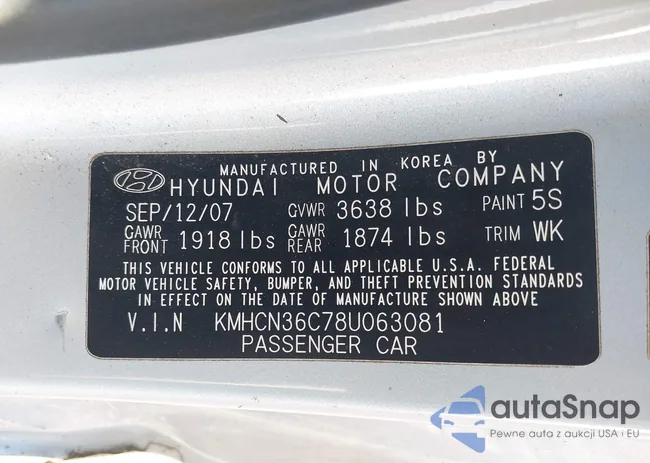 MANUFACTURED IN KOREA BY
HYUNDAI MOTOR COMPANY
SEP/12/07 GVWR 3638 lbs PAINT 5S
GAWR FRONT 1918 lbs GAWR REAR 1874 lbs TRIM WK
THIS VEHICLE CONFORMS TO ALL APPLICABLE U.S.A. FEDERAL
MOTOR VEHICLE SAFETY, BUMPER, AND THEFT PREVENTION STANDARDS
IN EFFECT ON THE DATE OF MANUFACTURE SHOWN ABOVE
V.I.N KMHCN36C78U063081
PASSENGER CAR
autaSnap
Pewne auta z aukcji USA i EU